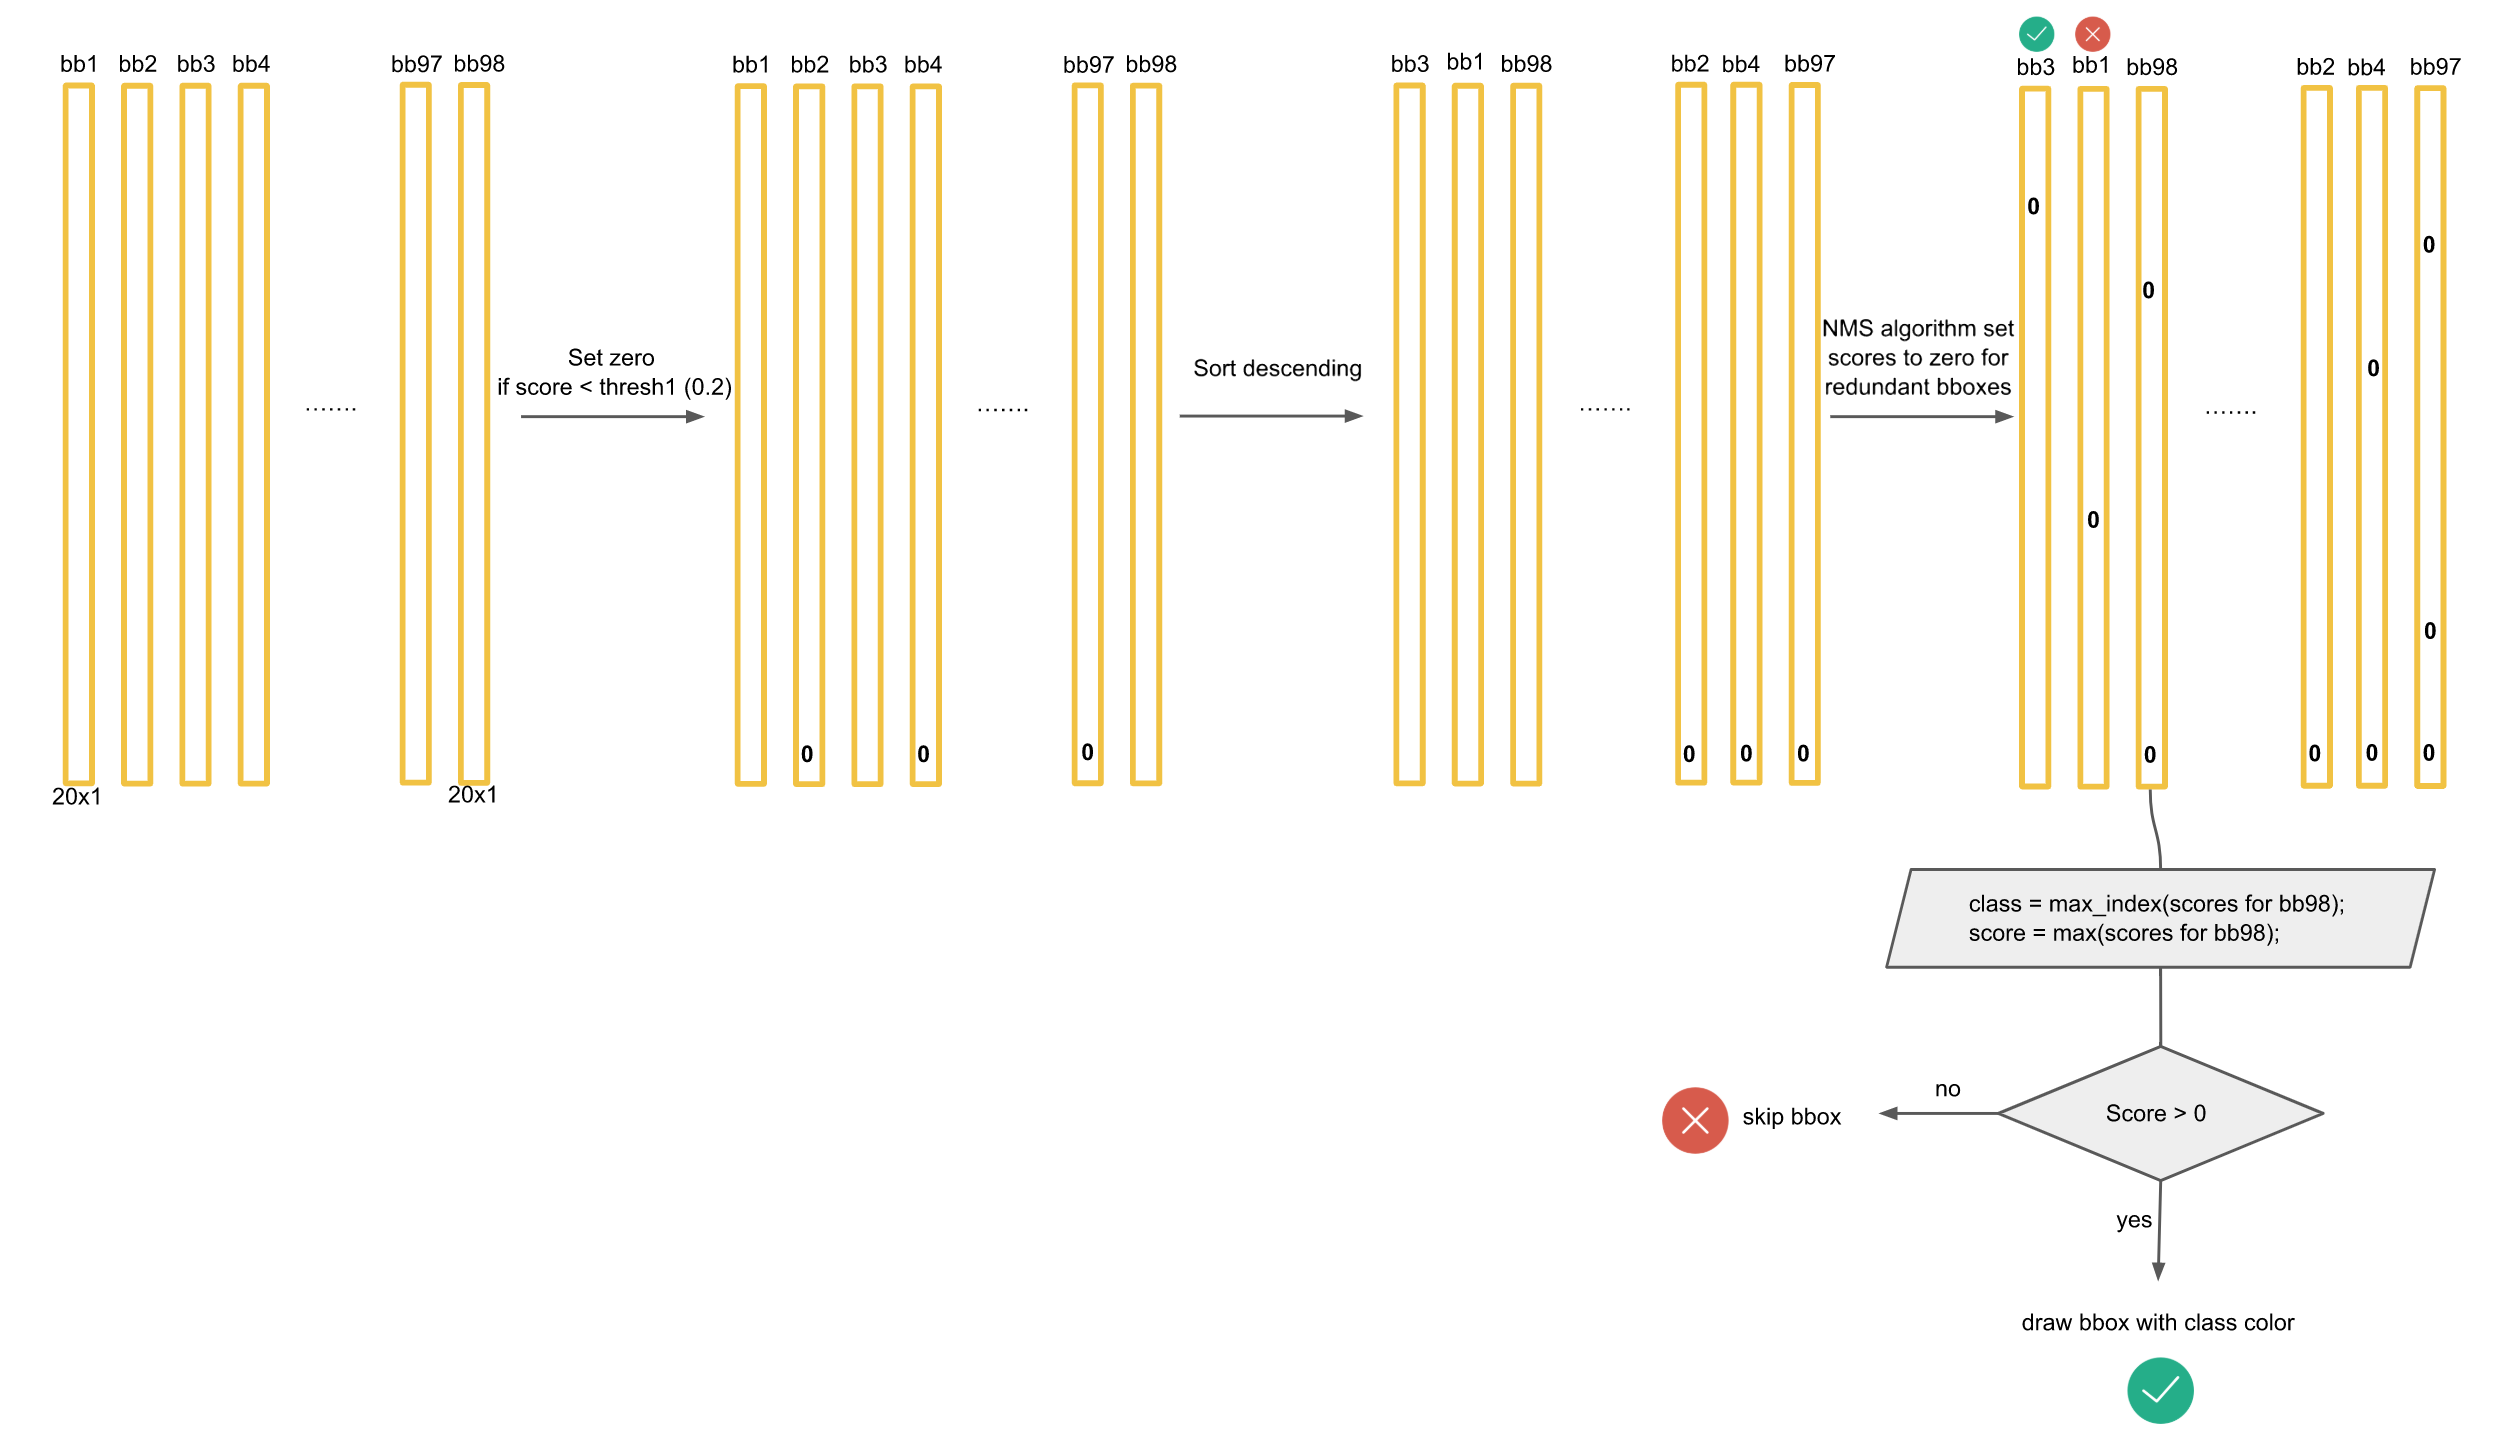 bb1 bb2 bb3 bb4 ....... bb97 bb98
20x1 20x1
Set zero
if score < thresh1 (0.2)
bb1 bb2 bb3 bb4 ....... bb97 bb98
0 0 0
Sort descending
bb3 bb1 bb98 ....... bb2 bb4 bb97
0 0 0
NMS algorithm set
scores to zero for
redundant bboxes
bb3 bb1 bb98 ....... bb2 bb4 bb97
0
0
0
0
0
0
0 0 0 0
class = max_index(scores for bb98);
score = max(scores for bb98);
Score > 0
no
skip bbox
yes
draw bbox with class color